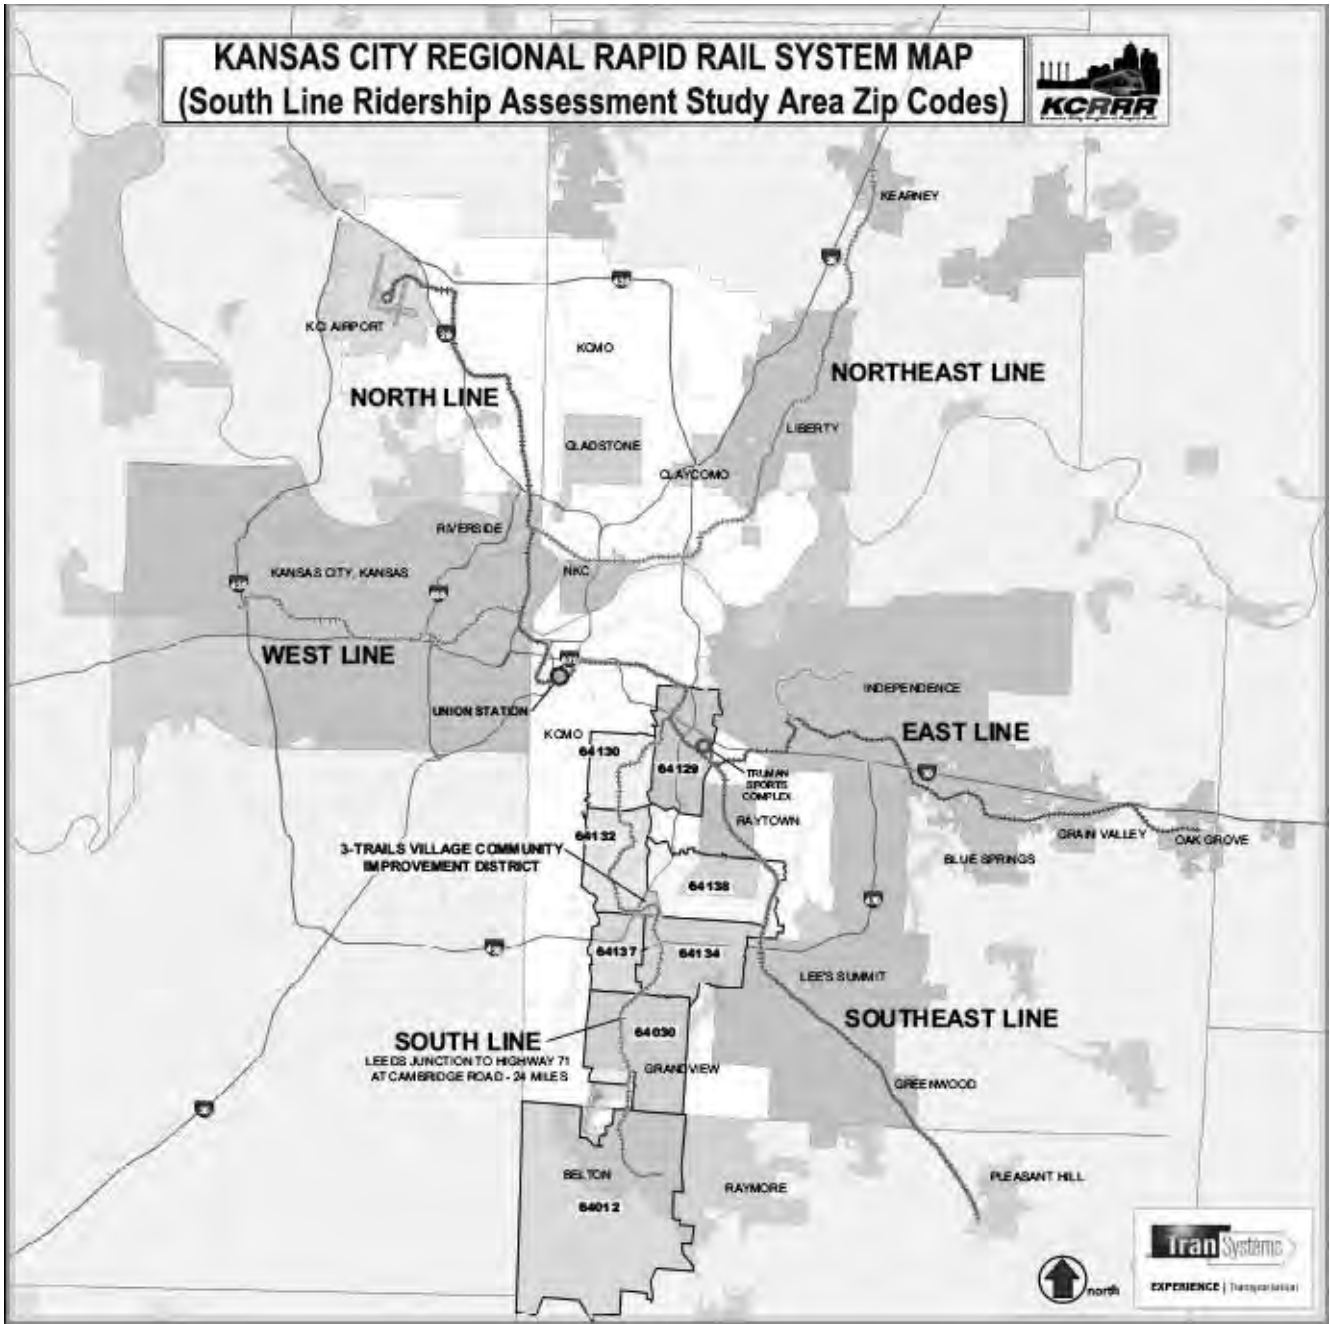 KANSAS CITY REGIONAL RAPID RAIL SYSTEM MAP
(South Line Ridership Assessment Study Area Zip Codes)
KCRRR
KEARNEY
KCI AIRPORT
KCMO
NORTH LINE
NORTHEAST LINE
GLADSTONE
LIBERTY
CLAYCOMO
RIVERSIDE
KANSAS CITY, KANSAS
NKC
WEST LINE
INDEPENDENCE
UNION STATION
EAST LINE
KCMO
64130
64129
TRUMAN
SPORTS
COMPLEX
RAYTOWN
64132
GRAIN VALLEY
OAK GROVE
BLUE SPRINGS
3-TRAILS VILLAGE COMMUNITY
IMPROVEMENT DISTRICT
64138
64137
64134
LEE'S SUMMIT
SOUTHEAST LINE
SOUTH LINE
LEEDS JUNCTION TO HIGHWAY 71
AT CAMBRIDGE ROAD - 24 MILES
64030
GRANDVIEW
GREENWOOD
BELTON
64012
RAYMORE
PLEASANT HILL
north
TranSystems
EXPERIENCE | Transportation